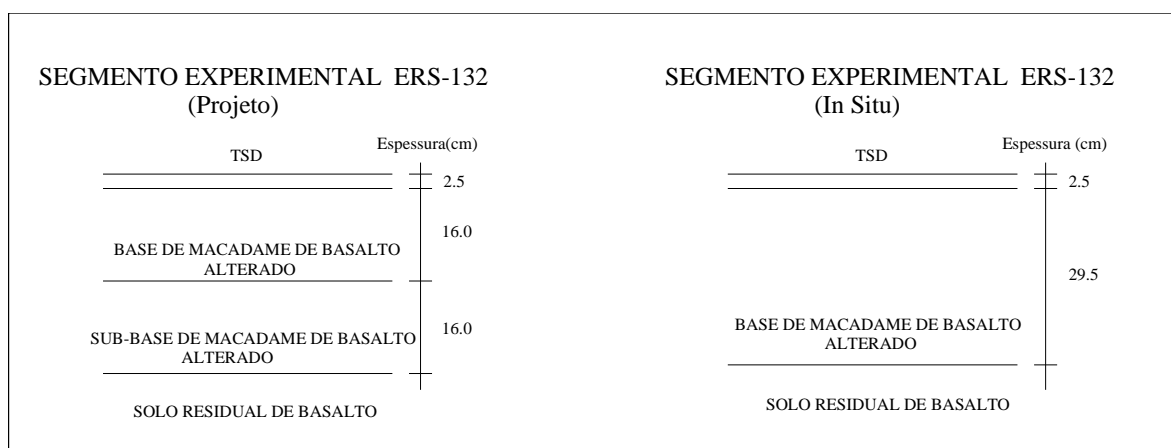 SEGMENTO EXPERIMENTAL ERS-132
(Projeto)
Espessura(cm)
TSD
2.5
16.0
BASE DE MACADAME DE BASALTO
ALTERADO
16.0
SUB-BASE DE MACADAME DE BASALTO
ALTERADO
SOLO RESIDUAL DE BASALTO
SEGMENTO EXPERIMENTAL ERS-132
(In Situ)
Espessura (cm)
TSD
2.5
29.5
BASE DE MACADAME DE BASALTO
ALTERADO
SOLO RESIDUAL DE BASALTO